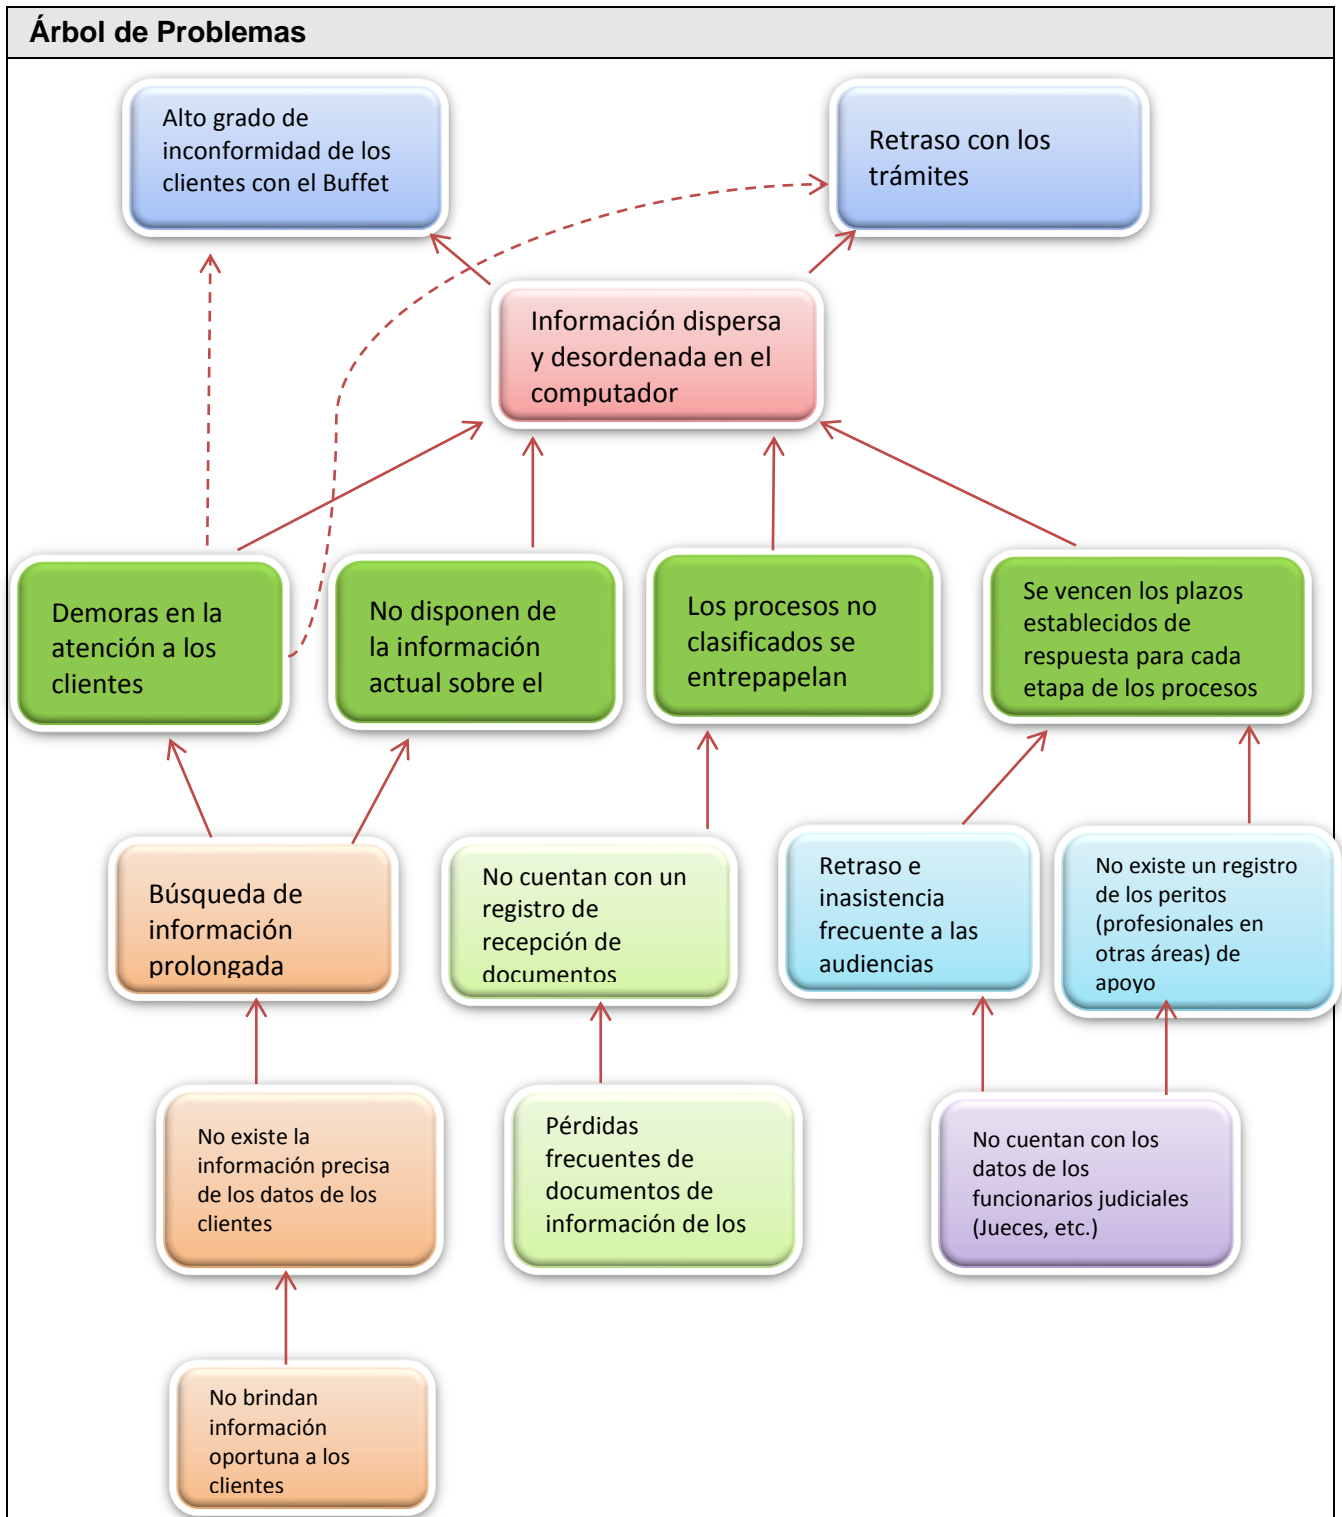 Árbol de Problemas
Alto grado de
inconformidad de los
clientes con el Buffet
Retraso con los
trámites
Información dispersa
y desordenada en el
computador
Demoras en la
atención a los
clientes
No disponen de
la información
actual sobre el
Los procesos no
clasificados se
entrepapelan
Se vencen los plazos
establecidos de
respuesta para cada
etapa de los procesos
Búsqueda de
información
prolongada
No cuentan con un
registro de
recepción de
documentos
Retraso e
inasistencia
frecuente a las
audiencias
No existe un registro
de los peritos
(profesionales en
otras áreas) de
apoyo
No existe la
información precisa
de los datos de los
clientes
Pérdidas
frecuentes de
documentos de
información de los
No cuentan con los
datos de los
funcionarios judiciales
(Jueces, etc.)
No brindan
información
oportuna a los
clientes